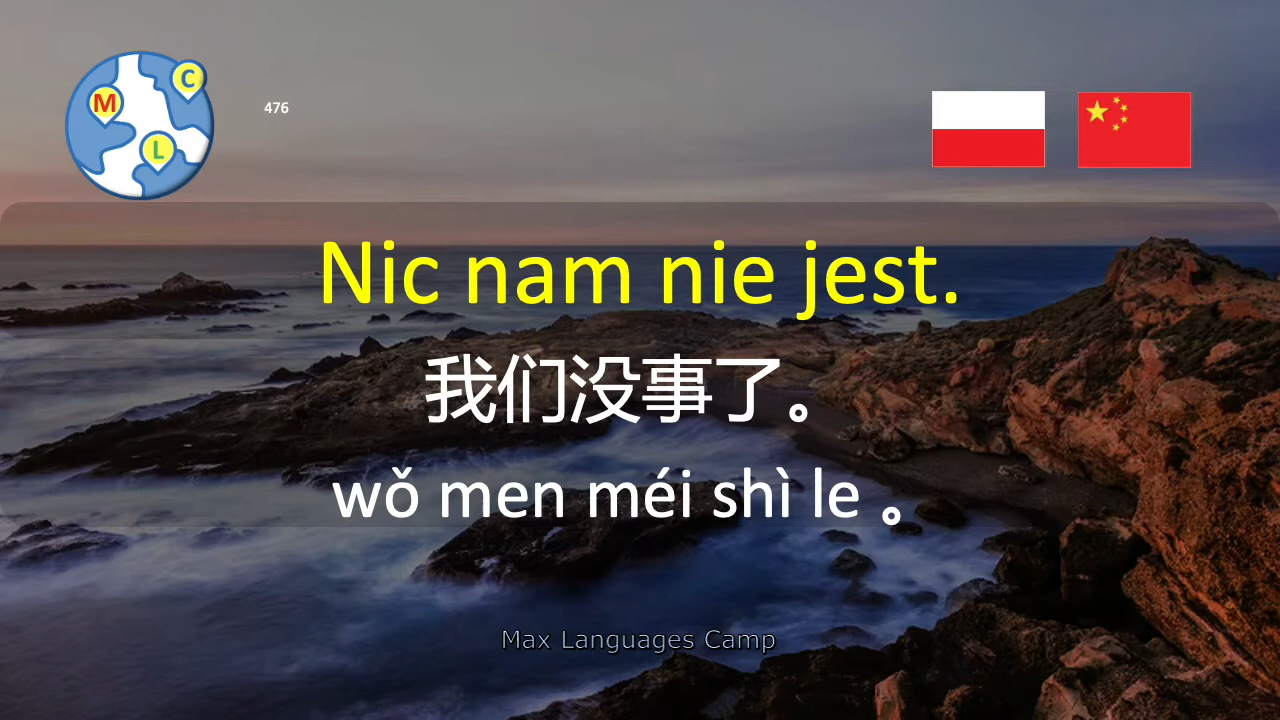 M C L
476
Nic nam nie jest.
我们没事了。
wǒ men méi shì le 。
Max Languages Camp